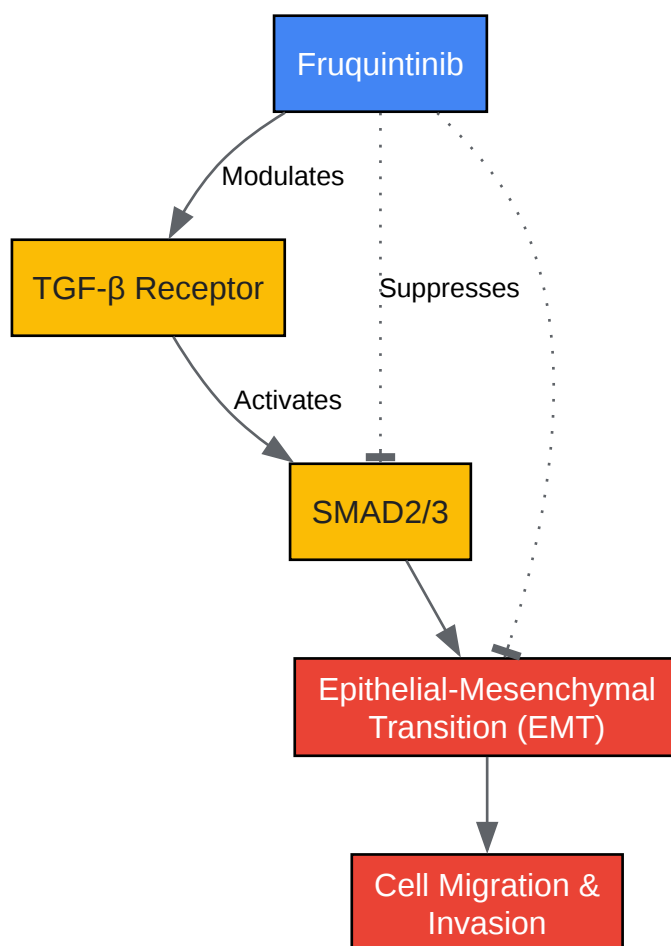 Fruquintinib
Modulates
TGF-β Receptor
Suppresses
Activates
SMAD2/3
Epithelial-Mesenchymal
Transition (EMT)
Cell Migration &
Invasion